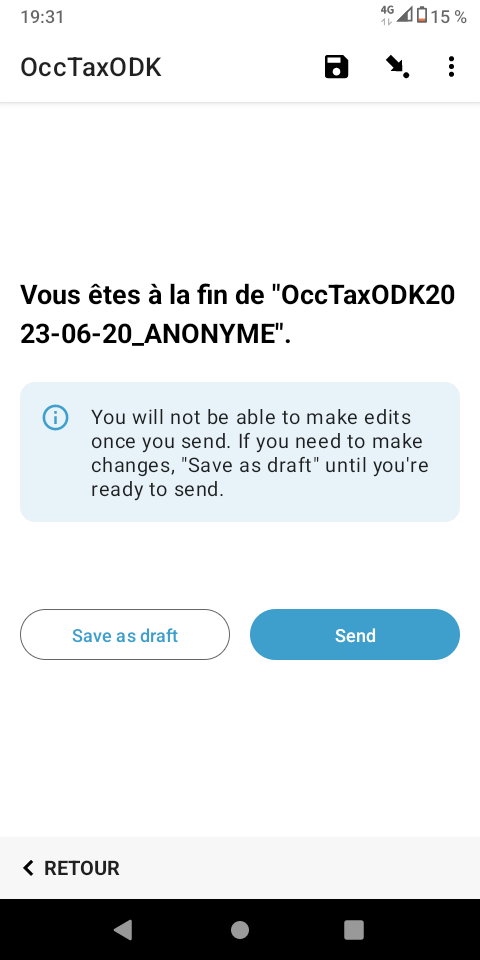 19:31
4G
15 %
OccTaxODK
Vous êtes à la fin de "OccTaxODK20
23-06-20_ANONYME".
You will not be able to make edits
once you send. If you need to make
changes, "Save as draft" until you're
ready to send.
Save as draft
Send
RETOUR